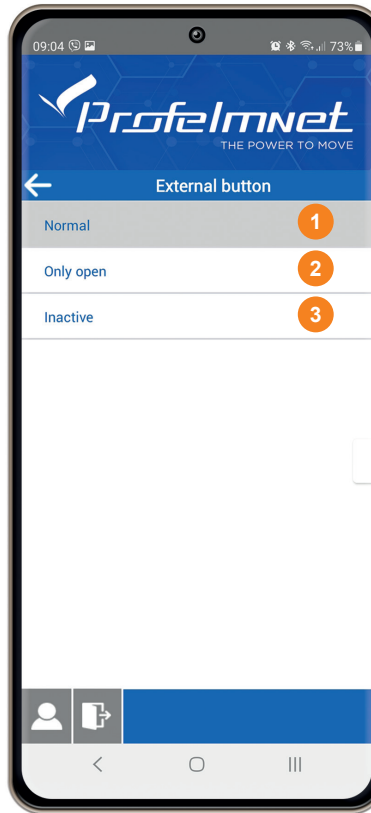 09:04 73%
Profelmnet
THE POWER TO MOVE
External button
Normal 1
Only open 2
Inactive 3